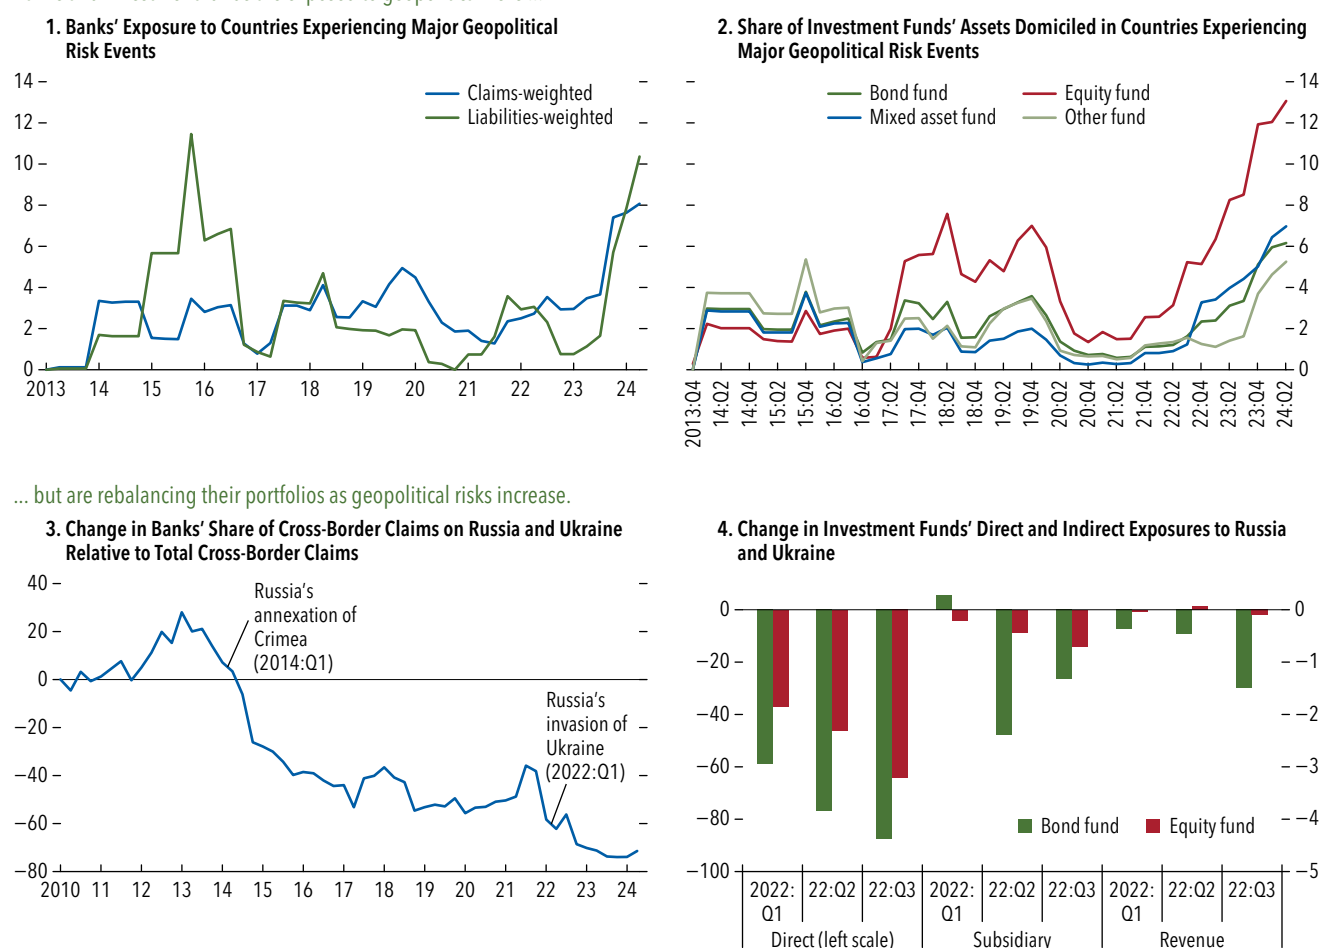 1. Banks' Exposure to Countries Experiencing Major Geopolitical
Risk Events
14
12
10
8
6
4
2
0
Claims-weighted
Liabilities-weighted
2013 14 15 16 17 18 19 20 21 22 23 24
2. Share of Investment Funds' Assets Domiciled in Countries Experiencing
Major Geopolitical Risk Events
Bond fund
Mixed asset fund
Equity fund
Other fund
14
12
10
8
6
4
2
0
2013:Q4
14:Q2
14:Q4
15:Q2
15:Q4
16:Q2
16:Q4
17:Q2
17:Q4
18:Q2
18:Q4
19:Q2
19:Q4
20:Q2
20:Q4
21:Q2
21:Q4
22:Q2
22:Q4
23:Q2
23:Q4
24:Q2
... but are rebalancing their portfolios as geopolitical risks increase.
3. Change in Banks' Share of Cross-Border Claims on Russia and Ukraine
Relative to Total Cross-Border Claims
40
20
0
−20
−40
−60
−80
Russia's
annexation of
Crimea
(2014:Q1)
Russia's
invasion of
Ukraine
(2022:Q1)
2010 11 12 13 14 15 16 17 18 19 20 21 22 23 24
4. Change in Investment Funds' Direct and Indirect Exposures to Russia
and Ukraine
0
−20
−40
−60
−80
−100
0
−1
−2
−3
−4
−5
Bond fund
Equity fund
2022: 22:Q2 22:Q3 2022: 22:Q2 22:Q3 2022: 22:Q2 22:Q3
Q1 Q1 Q1
Direct (left scale) Subsidiary Revenue